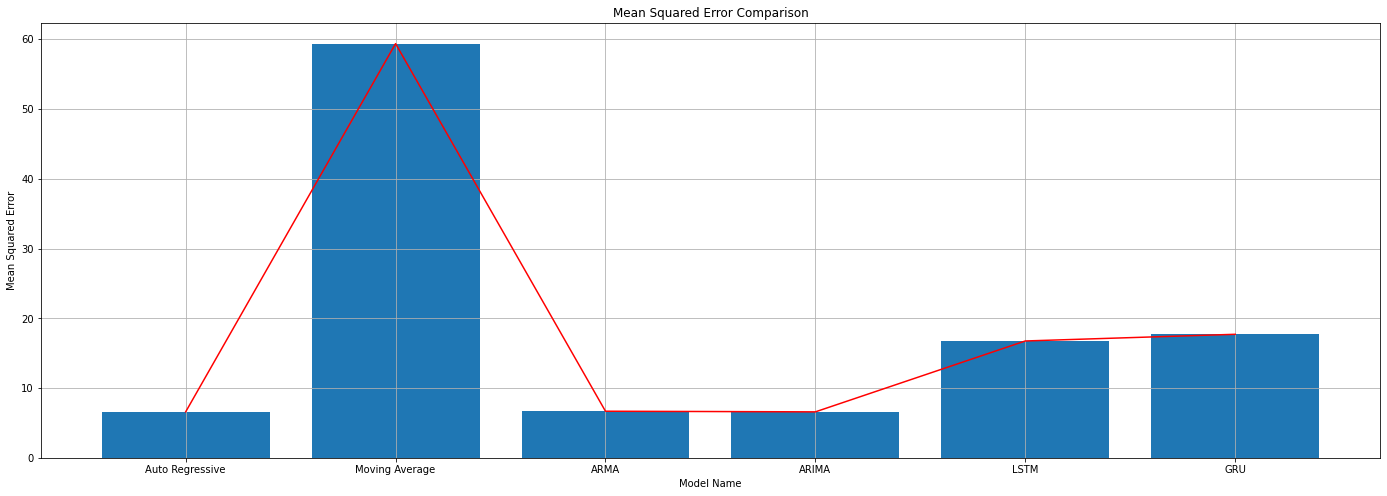 Mean Squared Error Comparison
Mean Squared Error
60
50
40
30
20
10
0
Auto Regressive Moving Average ARMA ARIMA LSTM GRU
Model Name